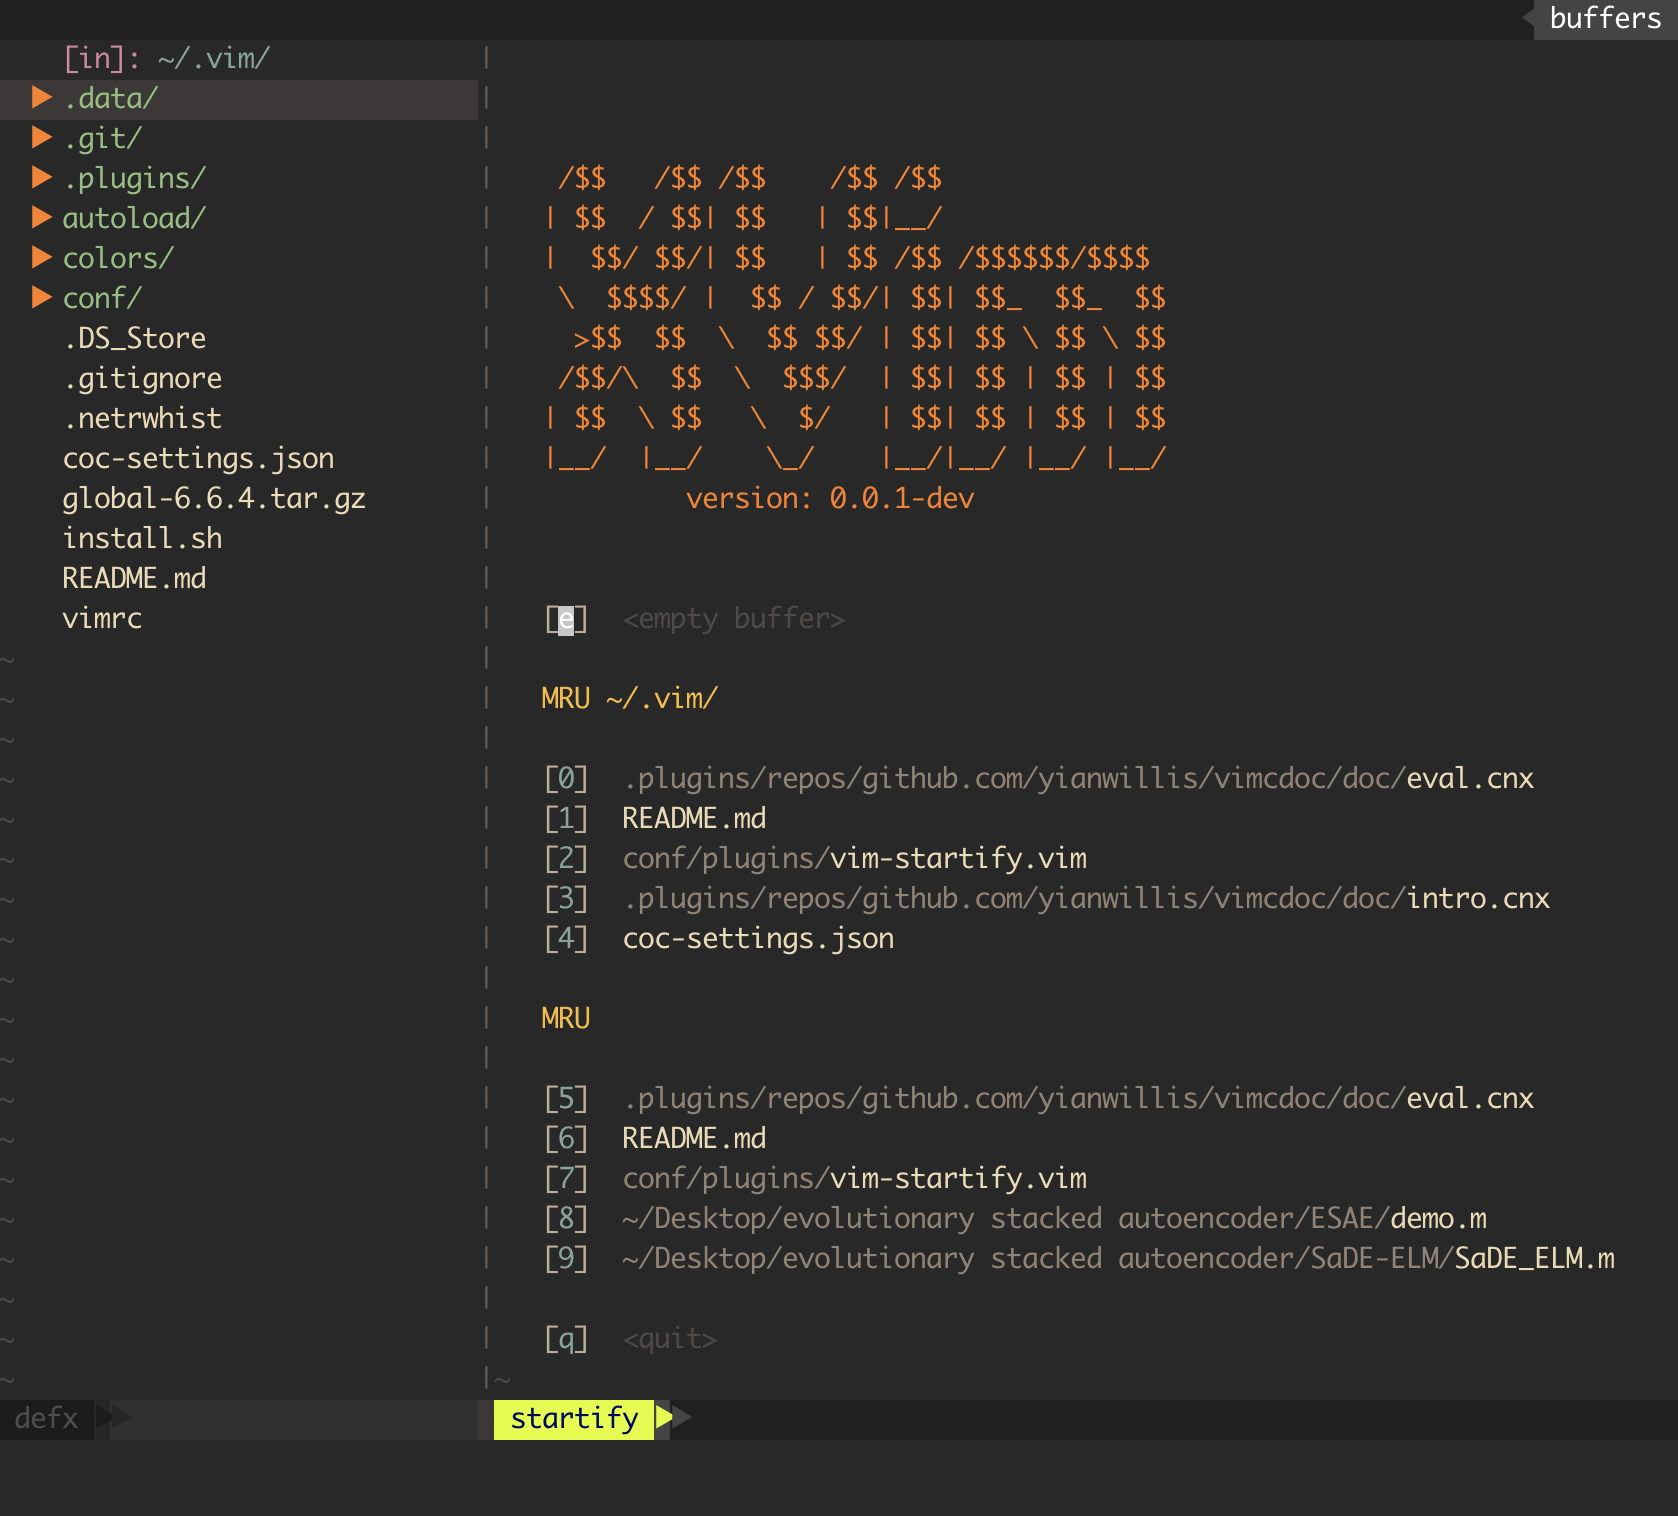 buffers
[in]: ~/.vim/
▶ .data/
▶ .git/
▶ .plugins/
▶ autoload/
▶ colors/
▶ conf/
.DS_Store
.gitignore
.netrwhist
coc-settings.json
global-6.6.4.tar.gz
install.sh
README.md
vimrc
 /$$   /$$ /$$    /$$ /$$
| $$  / $$| $$   | $$|__/
|  $$/ $$/| $$   | $$ /$$ /$$$$$$/$$$$
 \  $$$$/ |  $$ / $$/| $$| $$_  $$_  $$
  >$$  $$  \  $$ $$/ | $$| $$ \ $$ \ $$
 /$$/\  $$  \  $$$/  | $$| $$ | $$ | $$
| $$  \ $$   \  $/   | $$| $$ | $$ | $$
|__/  |__/    \_/    |__/|__/ |__/ |__/
version: 0.0.1-dev
[e]  <empty buffer>
MRU ~/.vim/
[0]  .plugins/repos/github.com/yianwillis/vimcdoc/doc/eval.cnx
[1]  README.md
[2]  conf/plugins/vim-startify.vim
[3]  .plugins/repos/github.com/yianwillis/vimcdoc/doc/intro.cnx
[4]  coc-settings.json
MRU
[5]  .plugins/repos/github.com/yianwillis/vimcdoc/doc/eval.cnx
[6]  README.md
[7]  conf/plugins/vim-startify.vim
[8]  ~/Desktop/evolutionary stacked autoencoder/ESAE/demo.m
[9]  ~/Desktop/evolutionary stacked autoencoder/SaDE-ELM/SaDE_ELM.m
[q]  <quit>
defx
startify